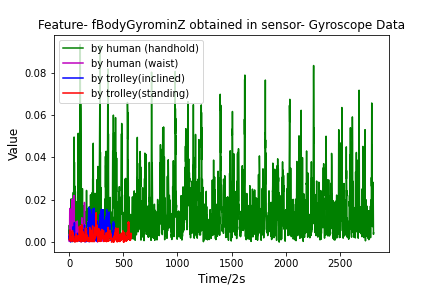 Feature- fBodyGyrominZ obtained in sensor- Gyroscope Data
by human (handhold)
by human (waist)
by trolley(inclined)
by trolley(standing)
0.08
0.06
0.04
0.02
0.00
Value
0 500 1000 1500 2000 2500
Time/2s